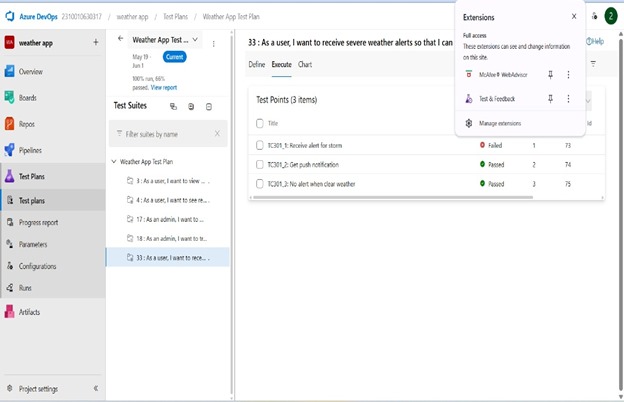 Azure DevOps 2310010630317 / weather app / Test Plans / Weather App Test Plan
2
weather app
Overview
Boards
Repos
Pipelines
Test Plans
Test plans
Progress report
Parameters
Configurations
Runs
Artifacts
Project settings
Weather App Test ...
May 19 -
Jun 1
Current
100% run, 66%
passed. View report
Test Suites
Filter suites by name
Weather App Test Plan
3 : As a user, I want to view ...
4 : As a user, I want to see re...
17 : As an admin, I want to ...
18 : As an admin, I want to tr...
33 : As a user, I want to rece...
33 : As a user, I want to receive severe weather alerts so that I can
Help
Define Execute Chart
Test Points (3 items)
Title
Id
TC301_1: Receive alert for storm Failed 1 73
TC301_2: Get push notification Passed 2 74
TC301_3: No alert when clear weather Passed 3 75
Extensions
Full access
These extensions can see and change information
on this site.
McAfee® WebAdvisor
Test & Feedback
Manage extensions